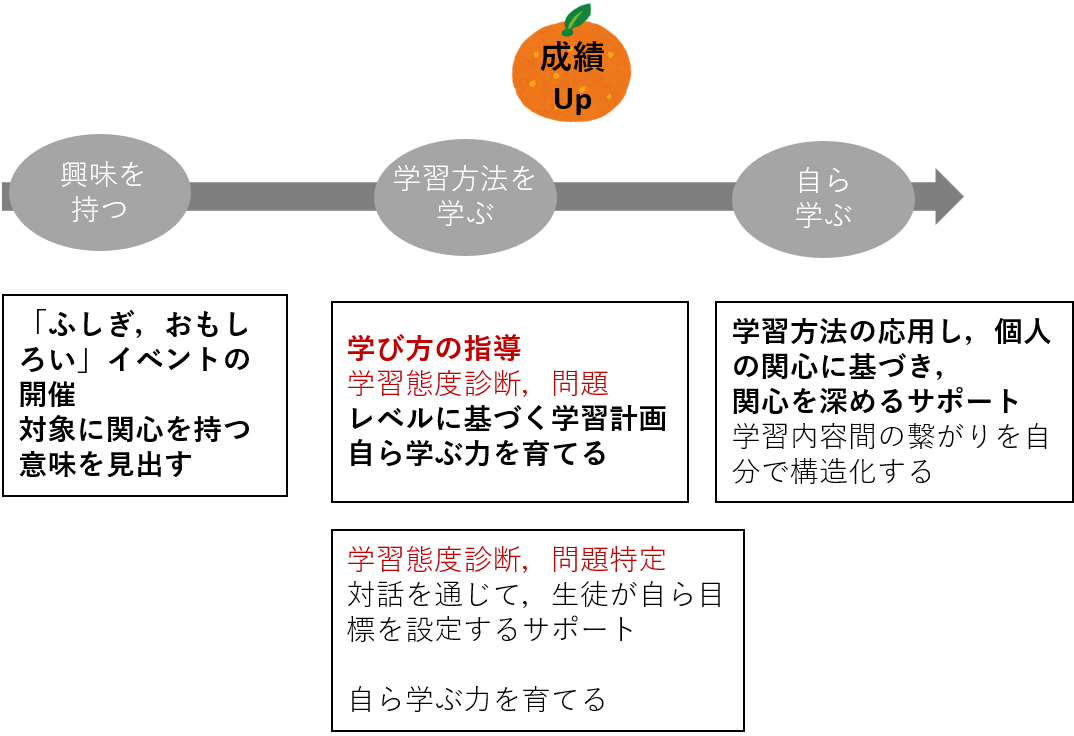 成績
Up
興味を
持つ
学習方法を
学ぶ
自ら
学ぶ
「ふしぎ，おもし
ろい」イベントの
開催
対象に関心を持つ
意味を見出す
学び方の指導
学習態度診断，問題
レベルに基づく学習計画
自ら学ぶ力を育てる
学習方法の応用し，個人
の関心に基づき，
関心を深めるサポート
学習内容間の繋がりを自
分で構造化する
学習態度診断，問題特定
対話を通じて，生徒が自ら目
標を設定するサポート
自ら学ぶ力を育てる